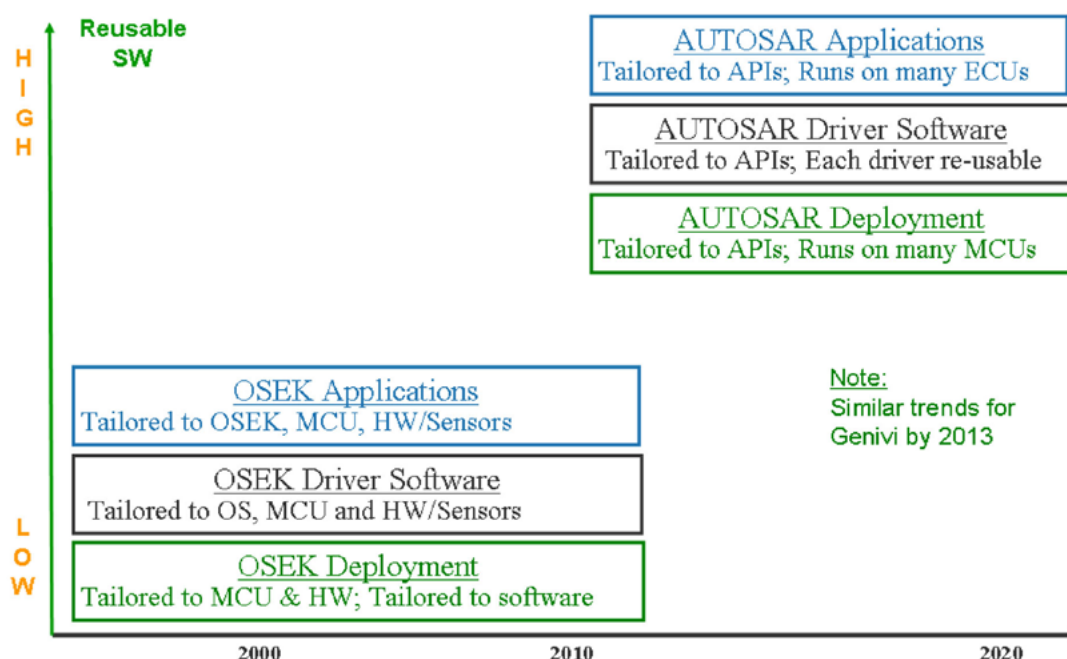 Reusable
SW
HIGH
AUTOSAR Applications
Tailored to APIs; Runs on many ECUs
AUTOSAR Driver Software
Tailored to APIs; Each driver re-usable
AUTOSAR Deployment
Tailored to APIs; Runs on many MCUs
OSEK Applications
Tailored to OSEK, MCU, HW/Sensors
Note:
Similar trends for
Genivi by 2013
OSEK Driver Software
Tailored to OS, MCU and HW/Sensors
LOW
OSEK Deployment
Tailored to MCU & HW; Tailored to software
2000 2010 2020